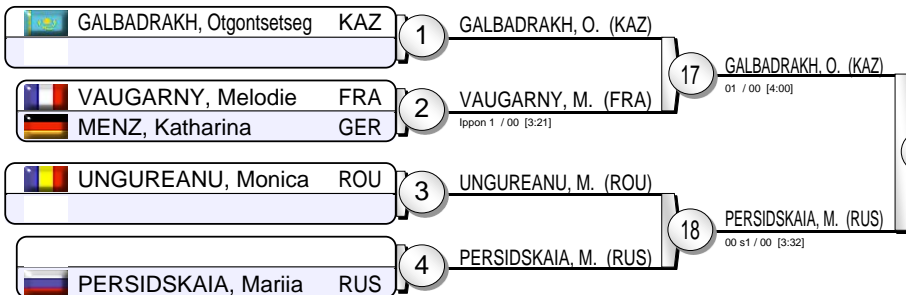 GALBADRAKH, Otgontsetseg KAZ
1
GALBADRAKH, O. (KAZ)
VAUGARNY, Melodie FRA
MENZ, Katharina GER
2
VAUGARNY, M. (FRA)
Ippon 1 / 00 [3:21]
17
GALBADRAKH, O. (KAZ)
01 / 00 [4:00]
UNGUREANU, Monica ROU
3
UNGUREANU, M. (ROU)
PERSIDSKAIA, Mariia RUS
4
PERSIDSKAIA, M. (RUS)
18
PERSIDSKAIA, M. (RUS)
00 s1 / 00 [3:32]